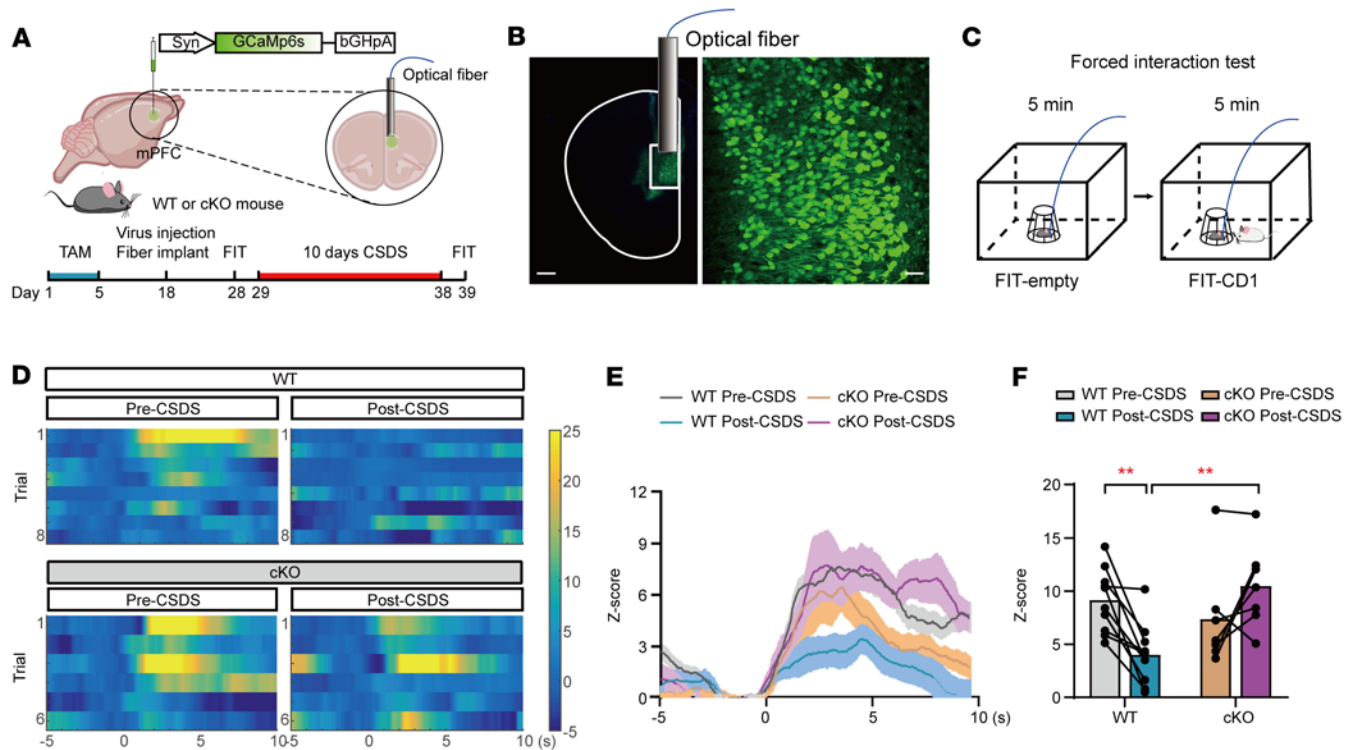 A
Syn
GCaMp6s
bGHpA
Optical fiber
mPFC
WT or cKO mouse
Virus injection
TAM
Fiber implant
FIT
10 days CSDS
FIT
Day 1
5
18
28
29
38
39
B
Optical fiber
C
Forced interaction test
5 min
5 min
FIT-empty
FIT-CD1
D
WT
Pre-CSDS
Post-CSDS
1
1
Trial
8
8
cKO
Pre-CSDS
Post-CSDS
1
1
Trial
6
6
-5
0
5
10
-5
0
5
10 (s)
25
20
15
10
5
0
-5
E
WT Pre-CSDS
cKO Pre-CSDS
WT Post-CSDS
cKO Post-CSDS
Z-score
12
9
6
3
0
-5
0
5
10 (s)
F
WT Pre-CSDS
cKO Pre-CSDS
WT Post-CSDS
cKO Post-CSDS
**
**
Z-score
20
15
10
5
0
WT
cKO